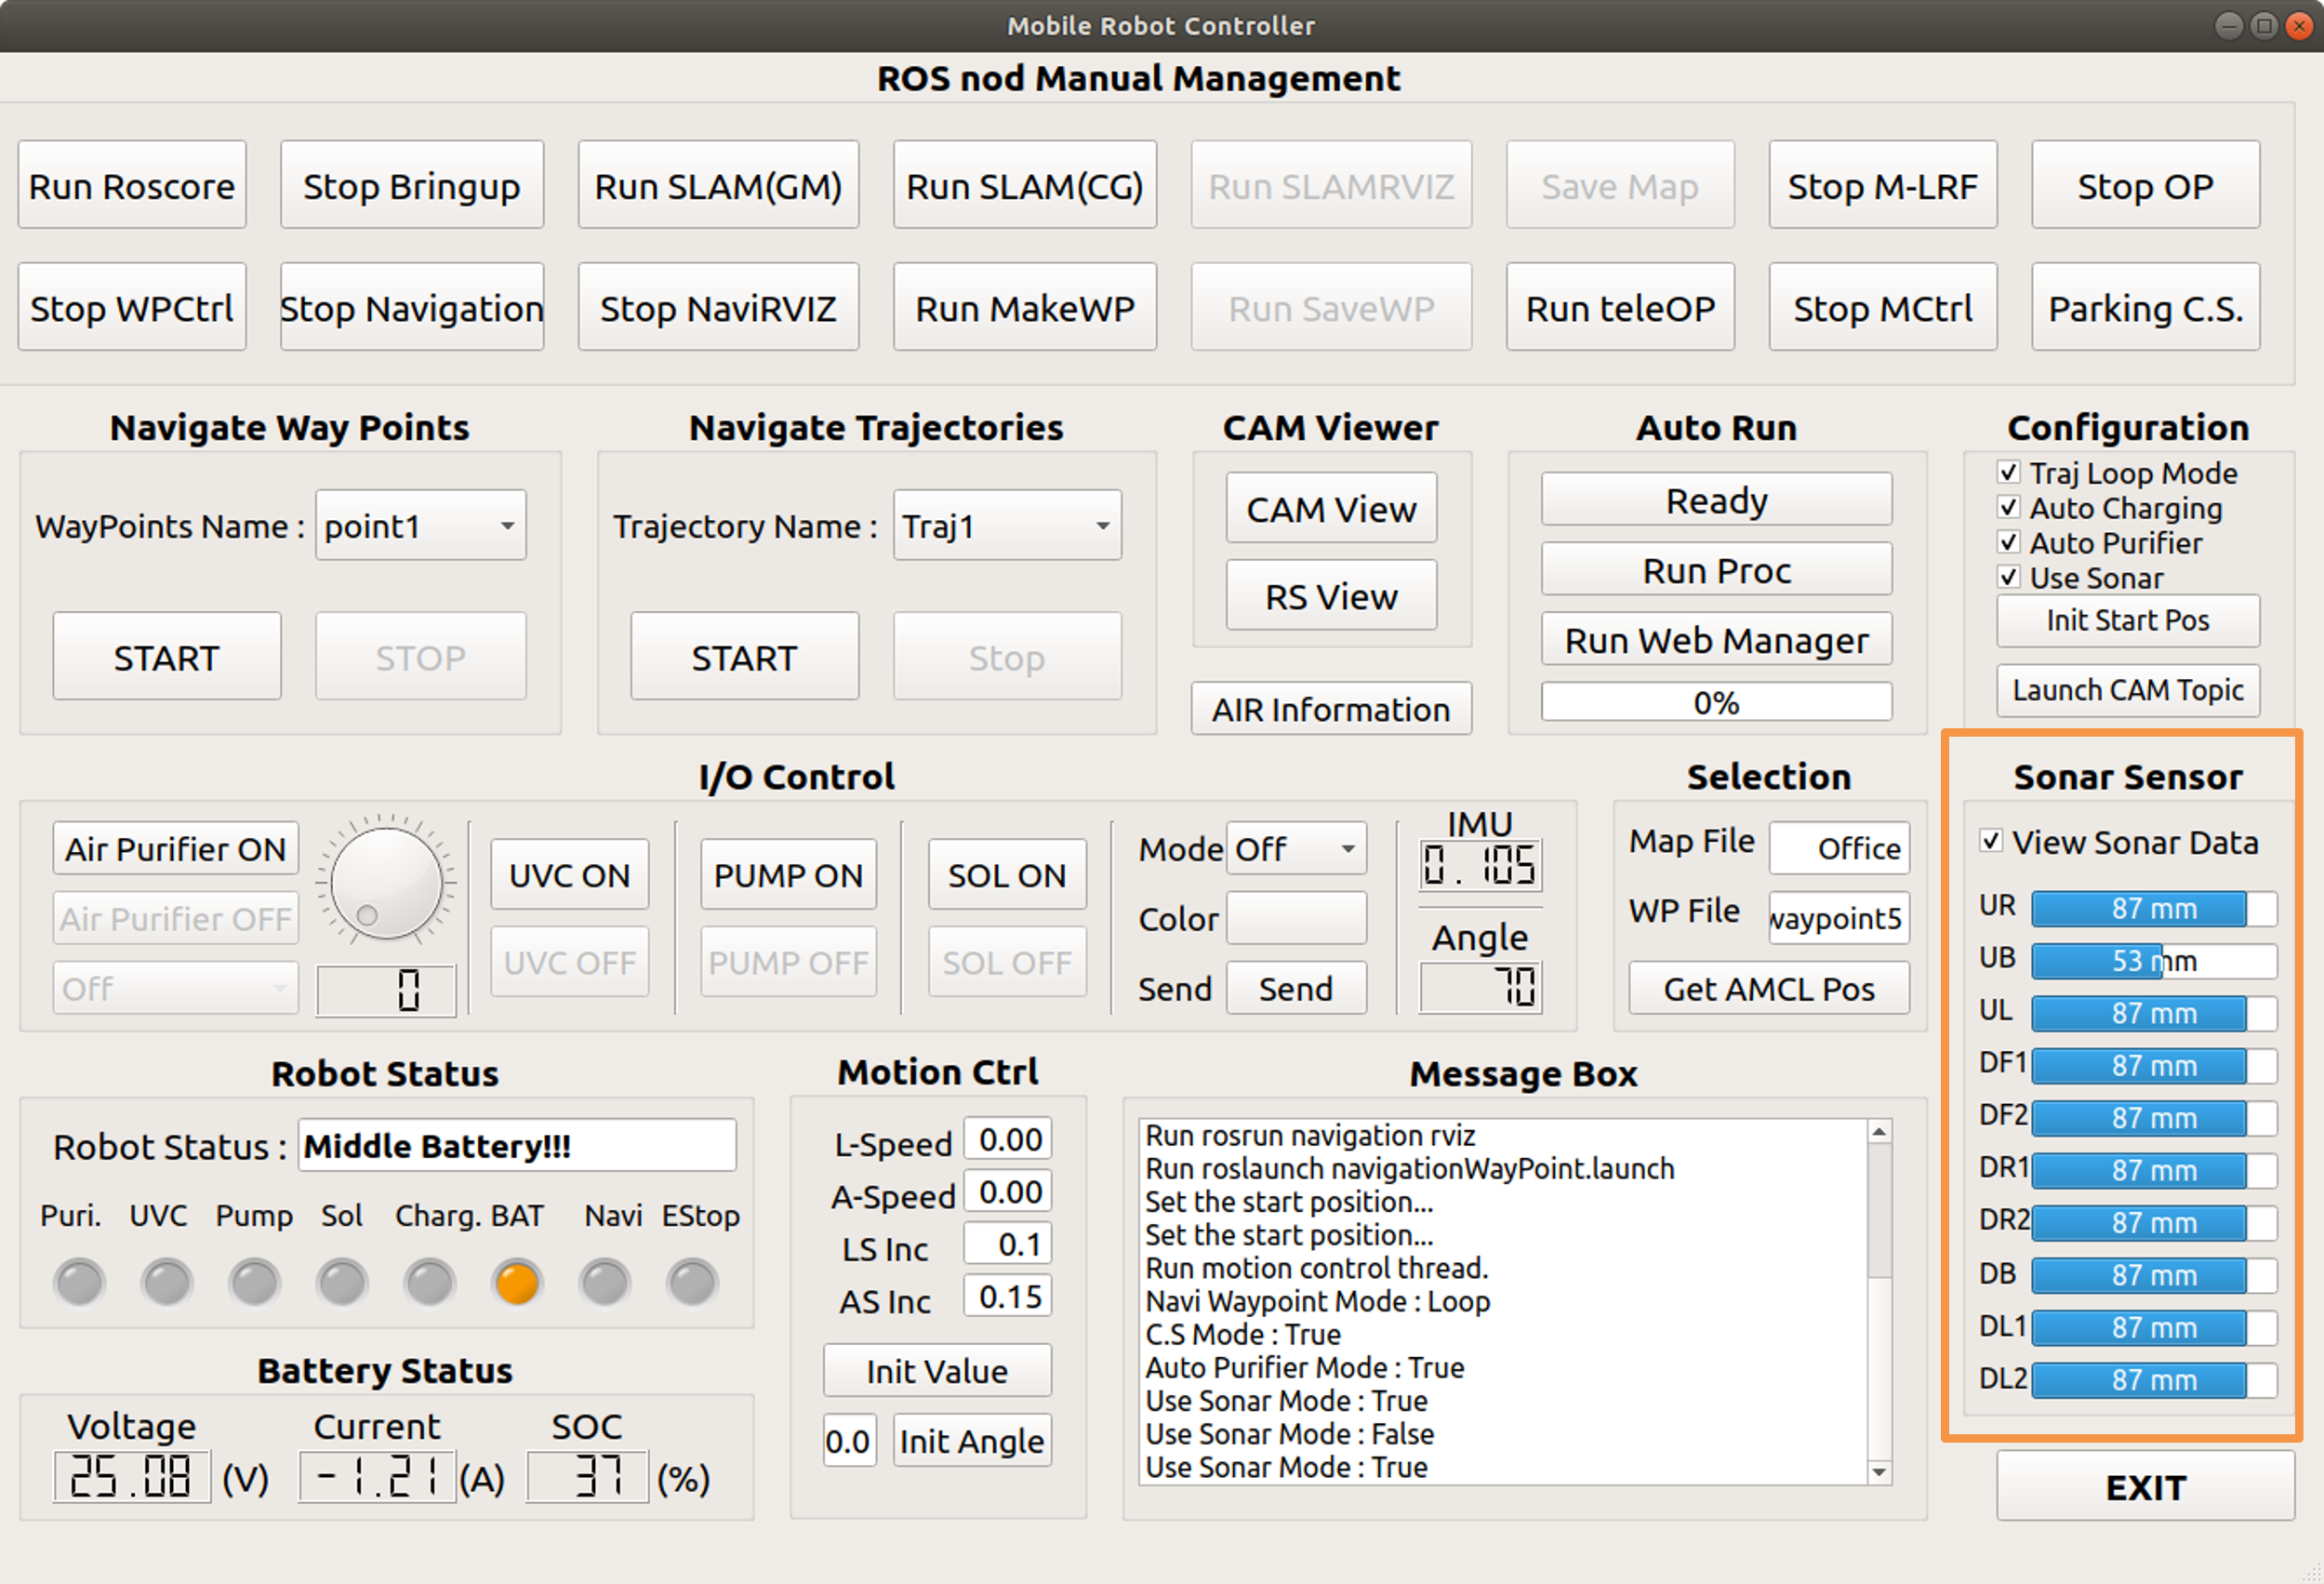 Mobile Robot Controller
ROS nod Manual Management
Run Roscore
Stop Bringup
Run SLAM(GM)
Run SLAM(CG)
Run SLAMRVIZ
Save Map
Stop M-LRF
Stop OP
Stop WPCtrl
Stop Navigation
Stop NaviRVIZ
Run MakeWP
Run SaveWP
Run teleOP
Stop MCtrl
Parking C.S.
Navigate Way Points
WayPoints Name : point1
START
STOP
Navigate Trajectories
Trajectory Name : Traj1
START
Stop
CAM Viewer
CAM View
RS View
AIR Information
Auto Run
Ready
Run Proc
Run Web Manager
0%
Configuration
Traj Loop Mode
Auto Charging
Auto Purifier
Use Sonar
Init Start Pos
Launch CAM Topic
I/O Control
Air Purifier ON
Air Purifier OFF
Off
0
UVC ON
UVC OFF
PUMP ON
PUMP OFF
SOL ON
SOL OFF
Mode Off
Color
Send Send
IMU
0.105
Angle
70
Selection
Map File Office
WP File waypoint5
Get AMCL Pos
Sonar Sensor
View Sonar Data
UR 87 mm
UB 53 mm
UL 87 mm
DF1 87 mm
DF2 87 mm
DR1 87 mm
DR2 87 mm
DB 87 mm
DL1 87 mm
DL2 87 mm
Robot Status
Robot Status : Middle Battery!!!
Puri. UVC Pump Sol Charg. BAT Navi EStop
Battery Status
Voltage Current SOC
25.08 (V) -1.21 (A) 37 (%)
Motion Ctrl
L-Speed 0.00
A-Speed 0.00
LS Inc 0.1
AS Inc 0.15
Init Value
0.0 Init Angle
Message Box
Run rosrun navigation rviz
Run roslaunch navigationWayPoint.launch
Set the start position...
Set the start position...
Run motion control thread.
Navi Waypoint Mode : Loop
C.S Mode : True
Auto Purifier Mode : True
Use Sonar Mode : True
Use Sonar Mode : False
Use Sonar Mode : True
EXIT